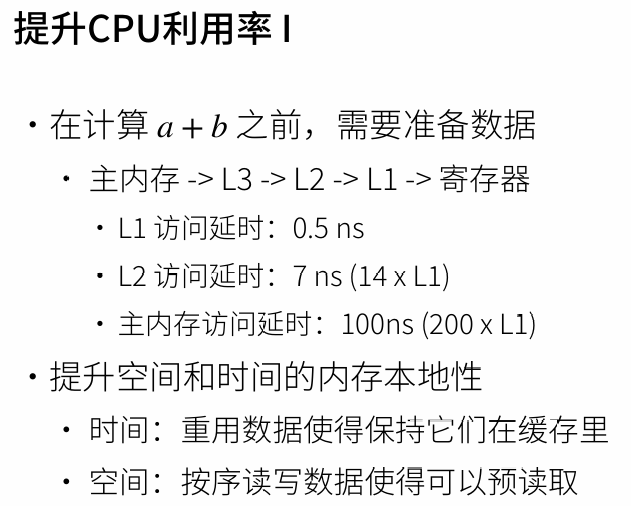 提升CPU利用率 I
• 在计算 a + b 之前，需要准备数据
• 主内存 -> L3 -> L2 -> L1 -> 寄存器
• L1 访问延时：0.5 ns
• L2 访问延时：7 ns (14 x L1)
• 主内存访问延时：100ns (200 x L1)
• 提升空间和时间的内存本地性
• 时间：重用数据使得保持它们在缓存里
• 空间：按序读写数据使得可以预读取